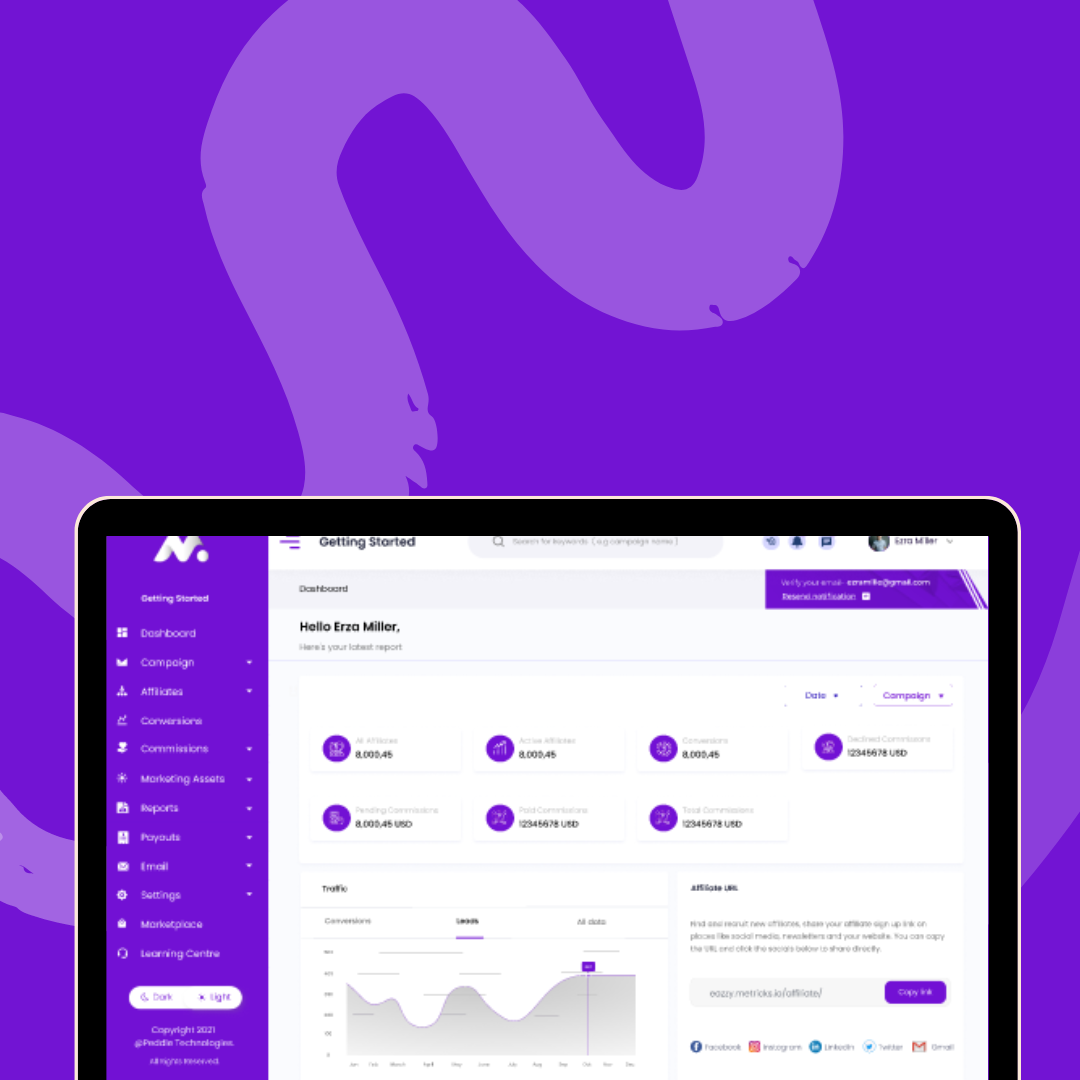 Getting Started
Search for keywords (e.g campaign name)
Ezra Miller
Dashboard
Verify your email- ezramille@gmail.com
Resend notification
Hello Erza Miller,
Here's your latest report
Getting Started
Dashboard
Campaign
Affiliates
Conversions
Commissions
Marketing Assets
Reports
Payouts
Email
Settings
Marketplace
Learning Centre
Dark
Light
Copyright 2021
@Peddle Technologies.
All rights Reserved.
Date
Campaign
All Affiliates
8,000,45
Active Affiliates
8,000,45
Conversions
8,000,45
Declined Commissions
12345678 USD
Pending Commissions
8,000,45 USD
Paid Commissions
12345678 USD
Total Commissions
12345678 USD
Traffic
Conversions
Leads
All data
Jan Feb March April May June July Aug Sep Oct Nov Dec
Affiliate URL
Find and recruit new affiliates, share your affiliate sign up link on
places like social media, newsletters and your website. You can copy
the URL and click the socials below to share directly.
eazzy.metricks.io/affiliate/
Copy link
Facebook
Instagram
LinkedIn
Twitter
Gmail